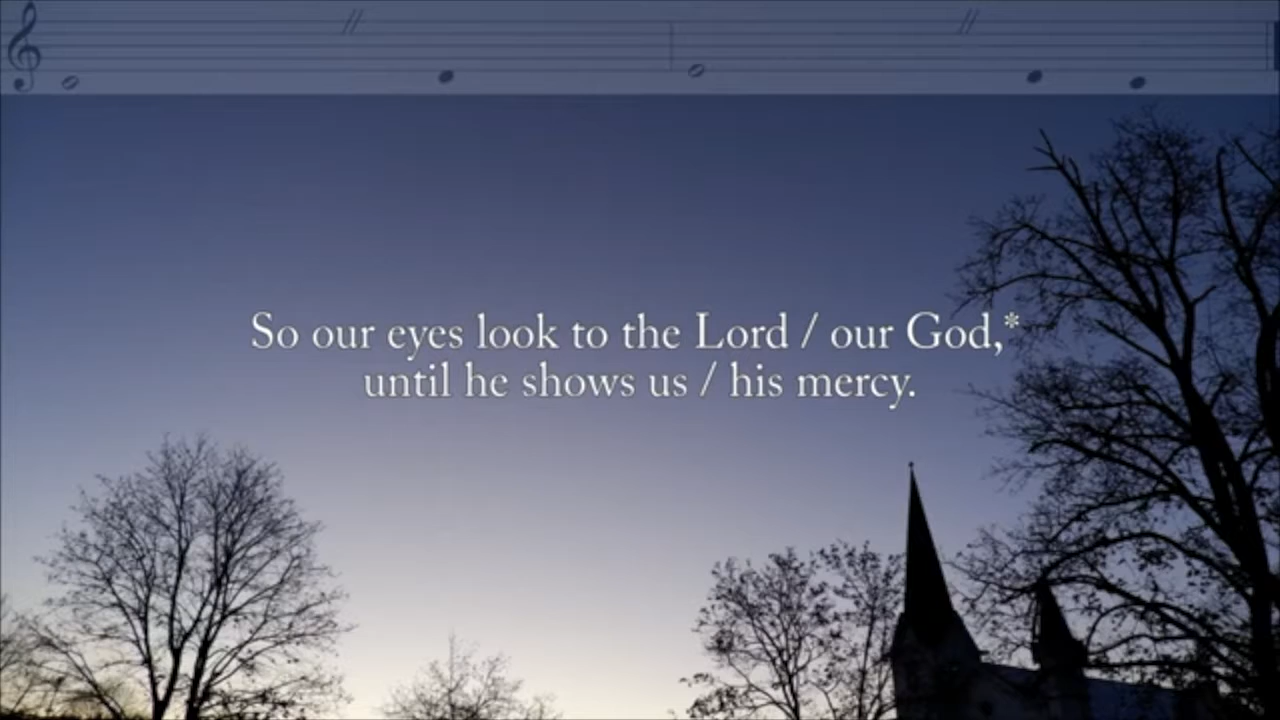 So our eyes look to the Lord / our God,*
until he shows us / his mercy.